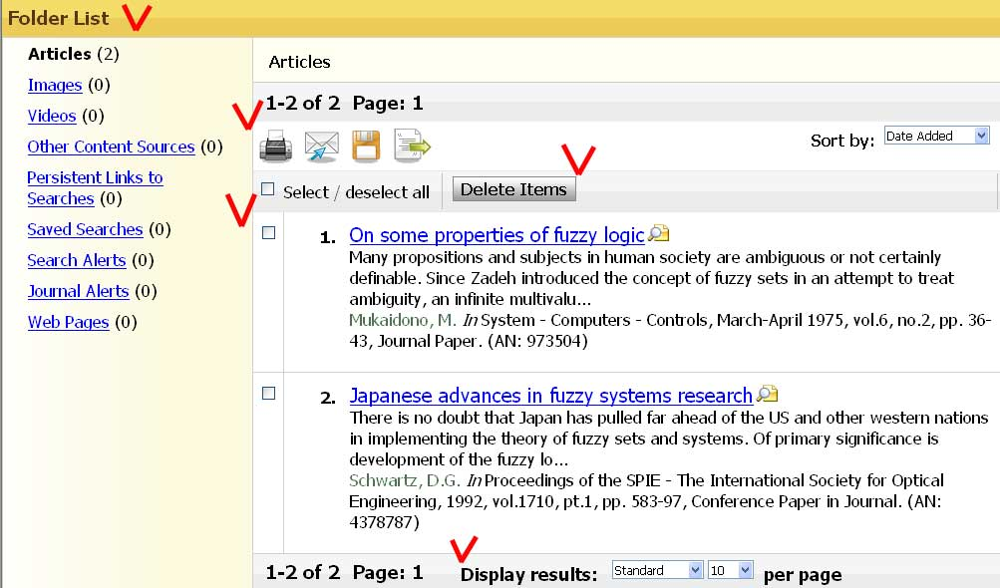 Folder List
Articles (2)
Images (0)
Videos (0)
Other Content Sources (0)
Persistent Links to
Searches (0)
Saved Searches (0)
Search Alerts (0)
Journal Alerts (0)
Web Pages (0)
Articles
1-2 of 2 Page: 1
Sort by: Date Added
Select / deselect all Delete Items
1. On some properties of fuzzy logic
Many propositions and subjects in human society are ambiguous or not certainly
definable. Since Zadeh introduced the concept of fuzzy sets in an attempt to treat
ambiguity, an infinite multivalu...
Mukaidono, M. In System - Computers - Controls, March-April 1975, vol.6, no.2, pp. 36-
43, Journal Paper. (AN: 973504)
2. Japanese advances in fuzzy systems research
There is no doubt that Japan has pulled far ahead of the US and other western nations
in implementing the theory of fuzzy sets and systems. Of primary significance is
development of the fuzzy lo...
Schwartz, D.G. In Proceedings of the SPIE - The International Society for Optical
Engineering, 1992, vol.1710, pt.1, pp. 583-97, Conference Paper in Journal. (AN:
4378787)
1-2 of 2 Page: 1 Display results: Standard 10 per page